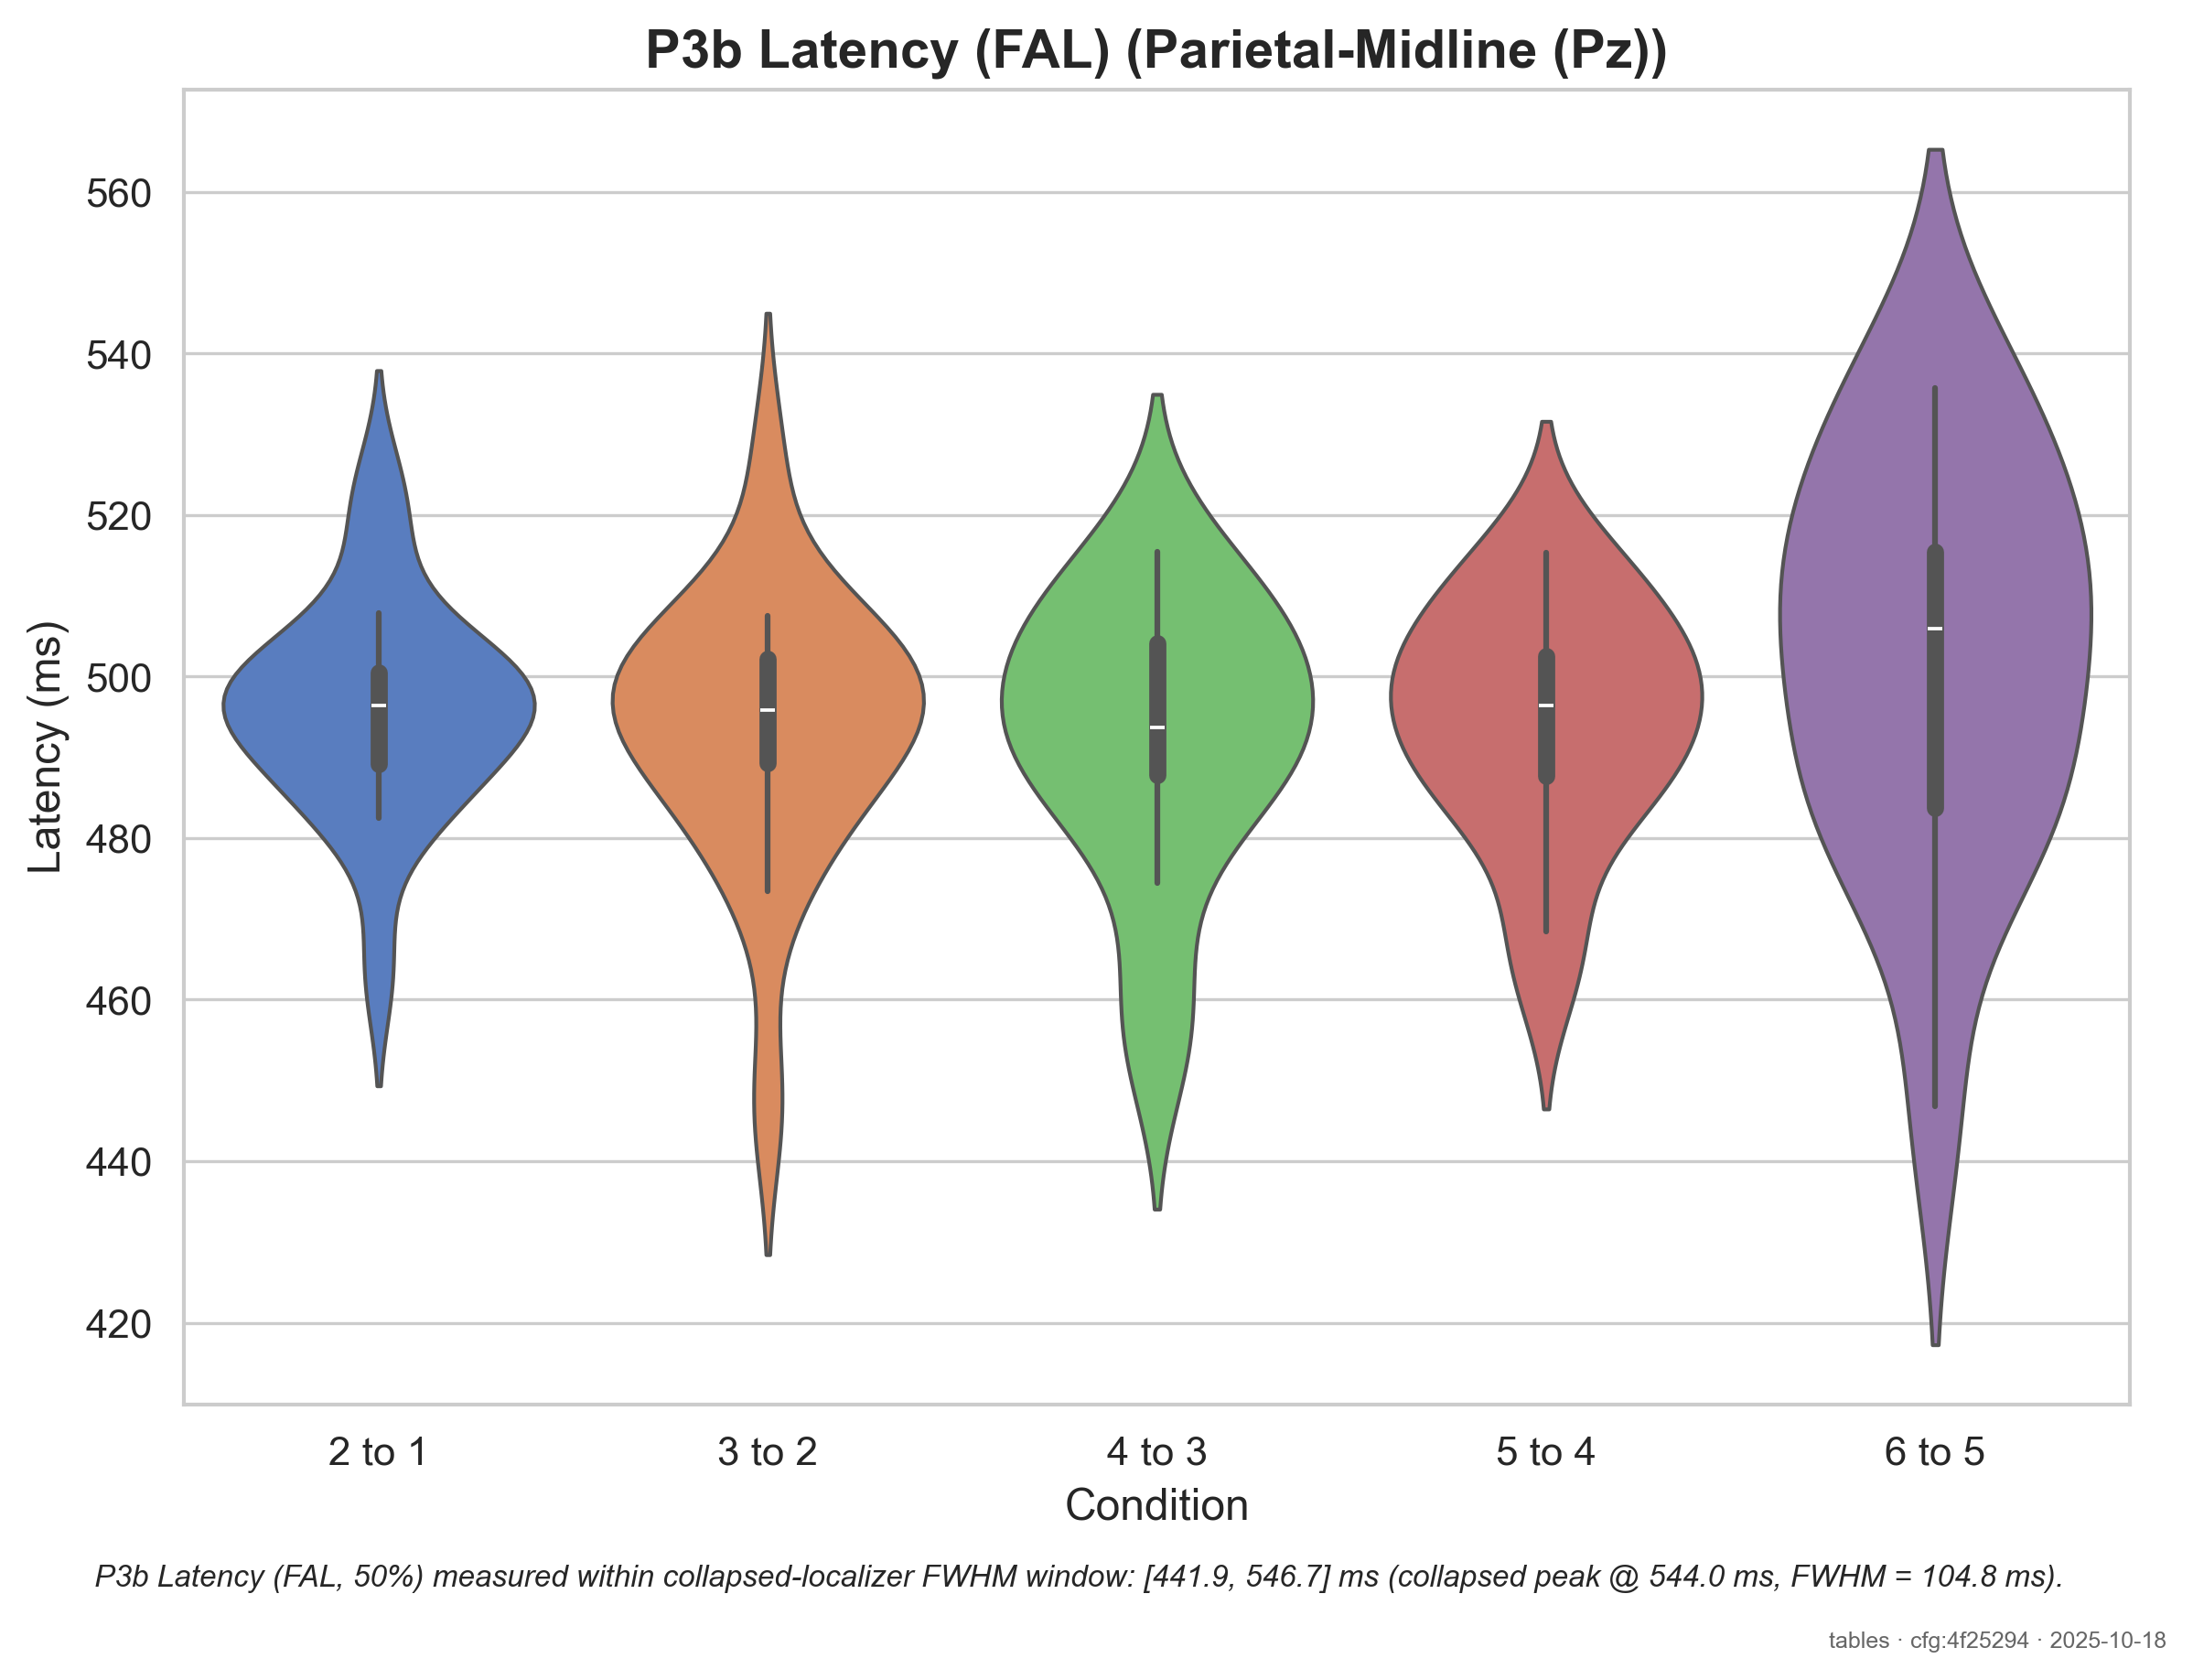 P3b Latency (FAL) (Parietal-Midline (Pz))
560
540
520
500
480
460
440
420
Latency (ms)
2 to 1
3 to 2
4 to 3
5 to 4
6 to 5
Condition
P3b Latency (FAL, 50%) measured within collapsed-localizer FWHM window: [441.9, 546.7] ms (collapsed peak @ 544.0 ms, FWHM = 104.8 ms).
tables · cfg:4f25294 · 2025-10-18